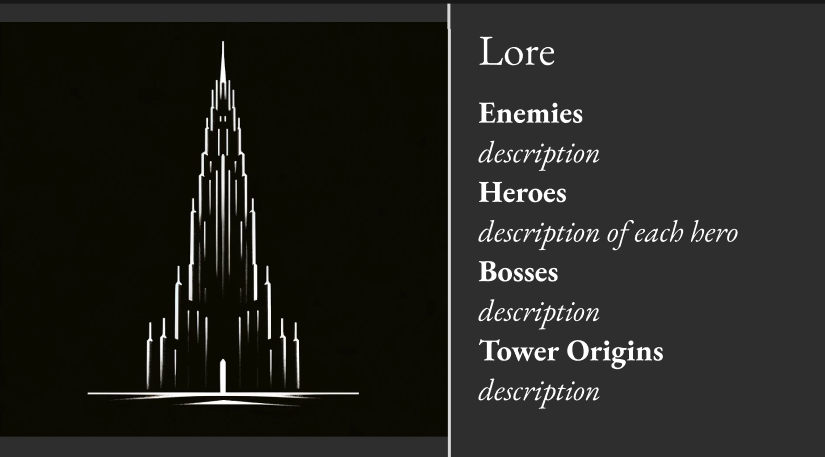 Lore
Enemies
description
Heroes
description of each hero
Bosses
description
Tower Origins
description